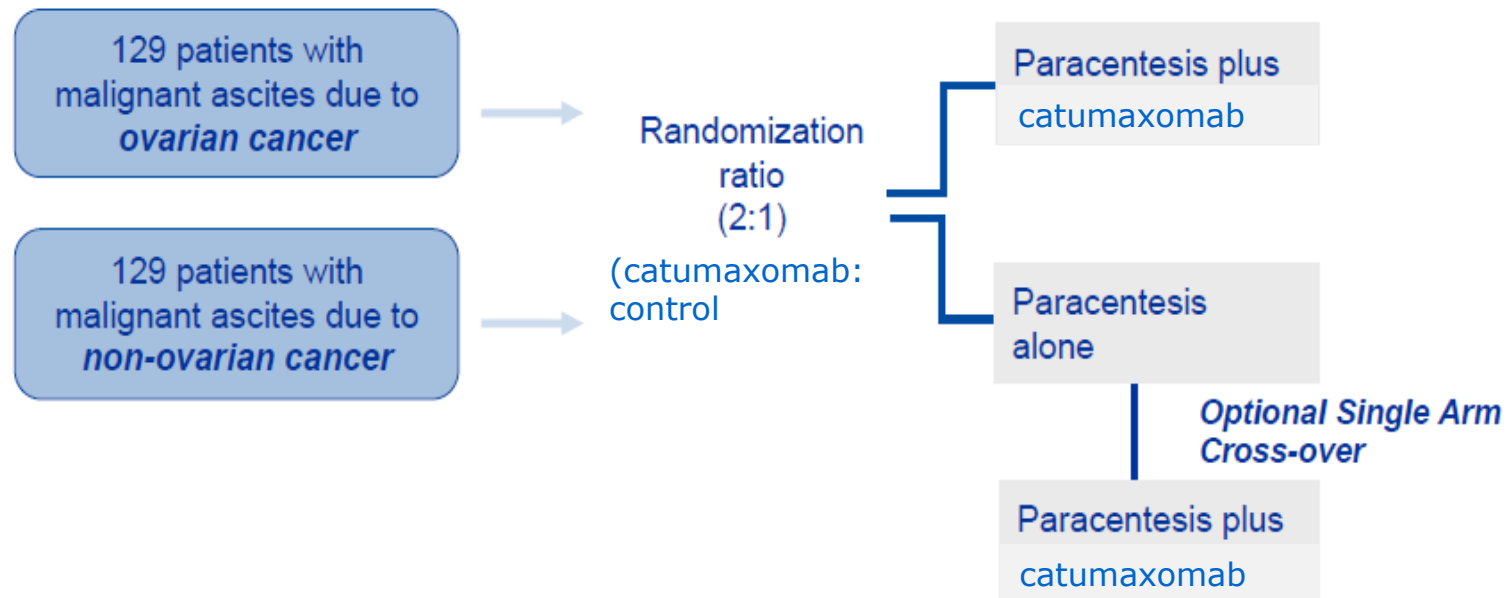 129 patients with
malignant ascites due to
ovarian cancer
129 patients with
malignant ascites due to
non-ovarian cancer
Randomization
ratio
(2:1)
(catumaxomab:
control
Paracentesis plus
catumaxomab
Paracentesis
alone
Optional Single Arm
Cross-over
Paracentesis plus
catumaxomab